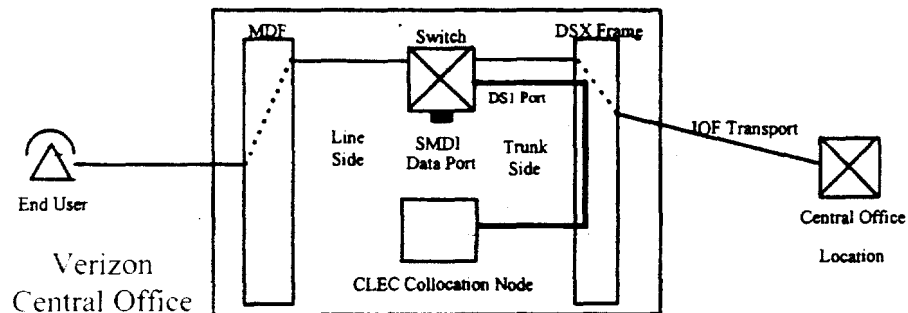 MDF
Switch
DSX Frame
DS1 Port
IOF Transport
Line
Side
SMDI
Data Port
Trunk
Side
End User
Central Office
Location
Verizon
Central Office
CLEC Collocation Node